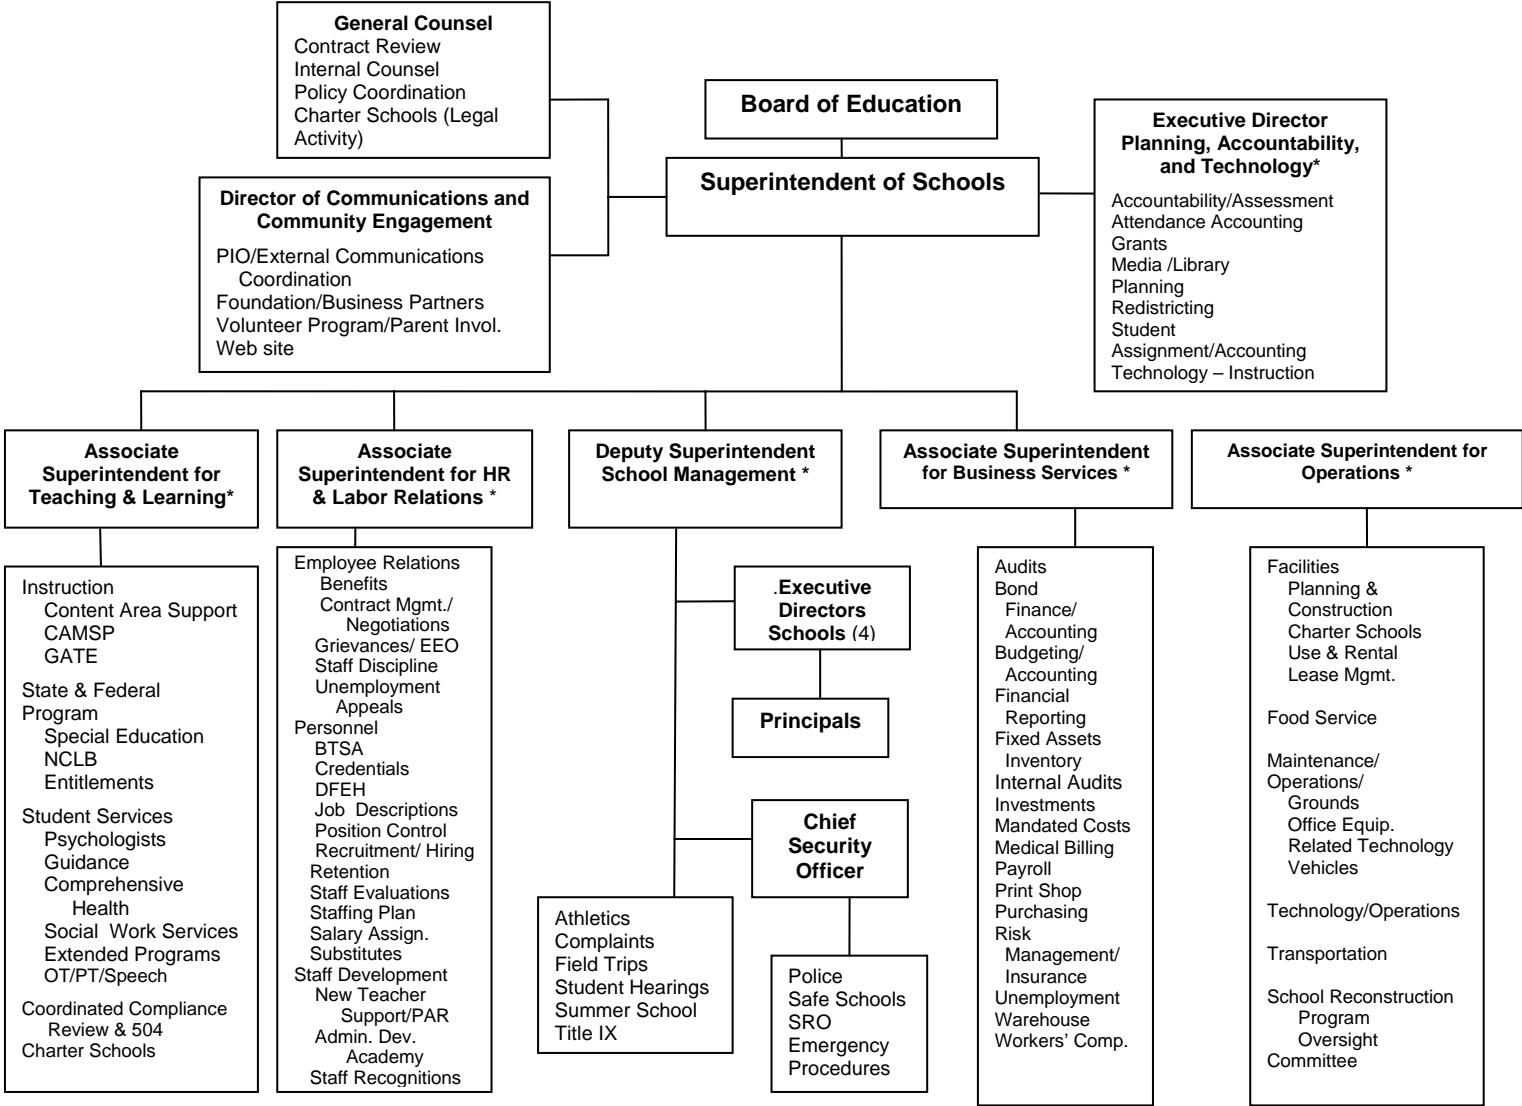 General Counsel
Contract Review
Internal Counsel
Policy Coordination
Charter Schools (Legal
Activity)
Board of Education
Superintendent of Schools
Executive Director
Planning, Accountability,
and Technology*
Accountability/Assessment
Attendance Accounting
Grants
Media /Library
Planning
Redistricting
Student
Assignment/Accounting
Technology – Instruction
Director of Communications and
Community Engagement
PIO/External Communications
Coordination
Foundation/Business Partners
Volunteer Program/Parent Invol.
Web site
Associate
Superintendent for
Teaching & Learning*
Associate
Superintendent for HR
& Labor Relations *
Deputy Superintendent
School Management *
Associate Superintendent
for Business Services *
Associate Superintendent for
Operations *
Instruction
Content Area Support
CAMSP
GATE
State & Federal
Program
Special Education
NCLB
Entitlements
Student Services
Psychologists
Guidance
Comprehensive
Health
Social Work Services
Extended Programs
OT/PT/Speech
Coordinated Compliance
Review & 504
Charter Schools
Employee Relations
Benefits
Contract Mgmt./
Negotiations
Grievances/ EEO
Staff Discipline
Unemployment
Appeals
Personnel
BTSA
Credentials
DFEH
Job Descriptions
Position Control
Recruitment/ Hiring
Retention
Staff Evaluations
Staffing Plan
Salary Assign.
Substitutes
Staff Development
New Teacher
Support/PAR
Admin. Dev.
Academy
Staff Recognitions
.Executive
Directors
Schools (4)
Principals
Chief
Security
Officer
Athletics
Complaints
Field Trips
Student Hearings
Summer School
Title IX
Police
Safe Schools
SRO
Emergency
Procedures
Audits
Bond
Finance/
Accounting
Budgeting/
Accounting
Financial
Reporting
Fixed Assets
Inventory
Internal Audits
Investments
Mandated Costs
Medical Billing
Payroll
Print Shop
Purchasing
Risk
Management/
Insurance
Unemployment
Warehouse
Workers' Comp.
Facilities
Planning &
Construction
Charter Schools
Use & Rental
Lease Mgmt.
Food Service
Maintenance/
Operations/
Grounds
Office Equip.
Related Technology
Vehicles
Technology/Operations
Transportation
School Reconstruction
Program
Oversight
Committee